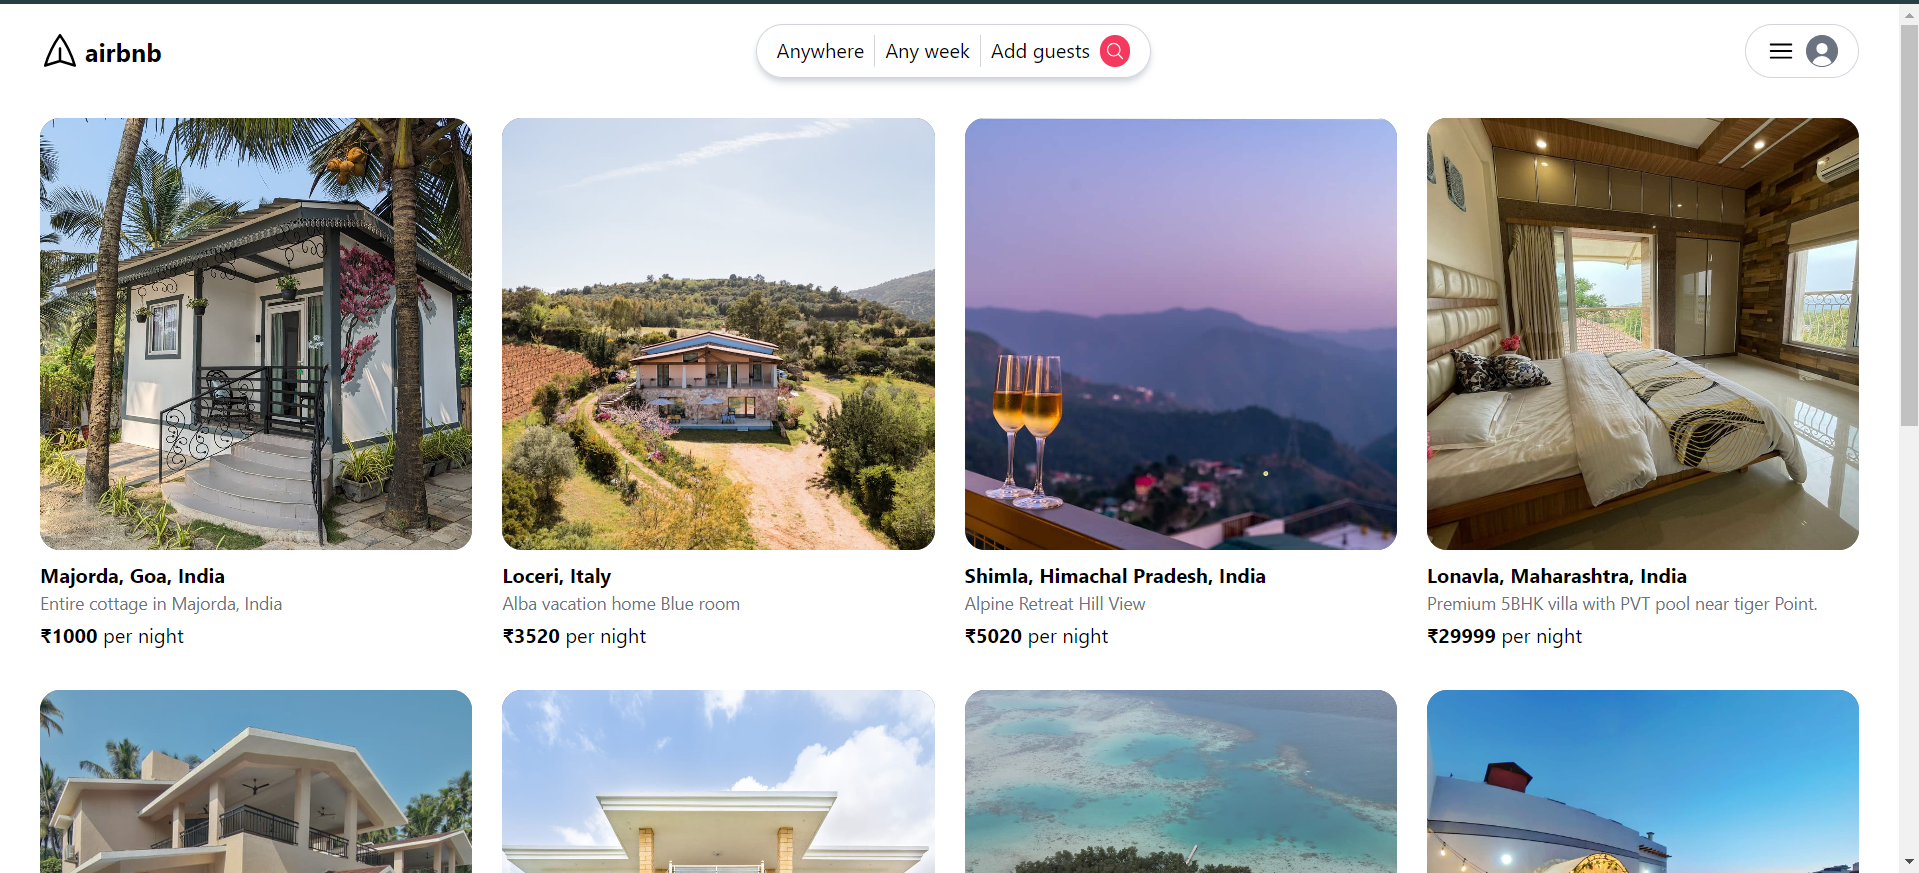 airbnb
Anywhere Any week Add guests
Majorda, Goa, India
Entire cottage in Majorda, India
₹1000 per night
Loceri, Italy
Alba vacation home Blue room
₹3520 per night
Shimla, Himachal Pradesh, India
Alpine Retreat Hill View
₹5020 per night
Lonavla, Maharashtra, India
Premium 5BHK villa with PVT pool near tiger Point.
₹29999 per night